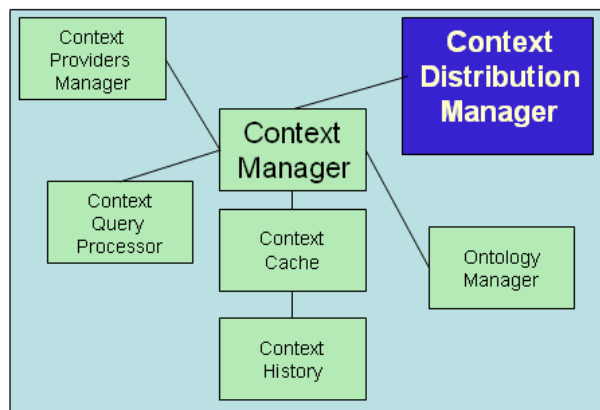 Context
Providers
Manager
Context
Distribution
Manager
Context
Manager
Context
Query
Processor
Context
Cache
Ontology
Manager
Context
History